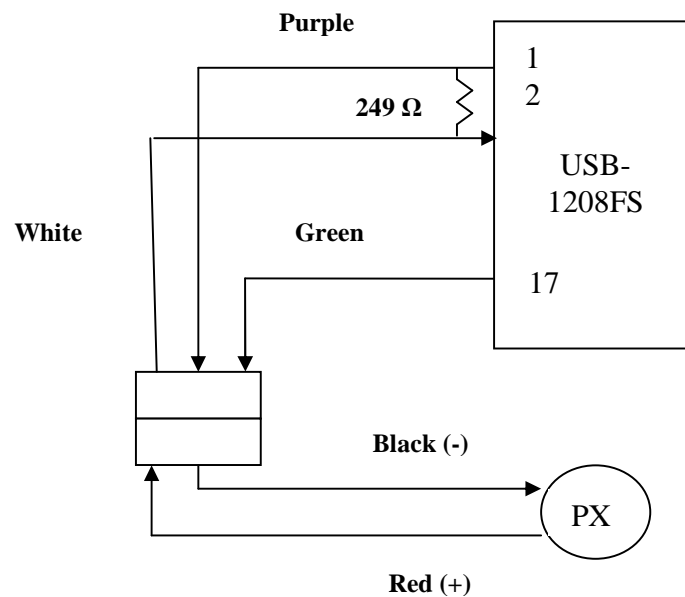 Purple
1
2
249 Ω
USB-
1208FS
White
Green
17
Black (-)
PX
Red (+)